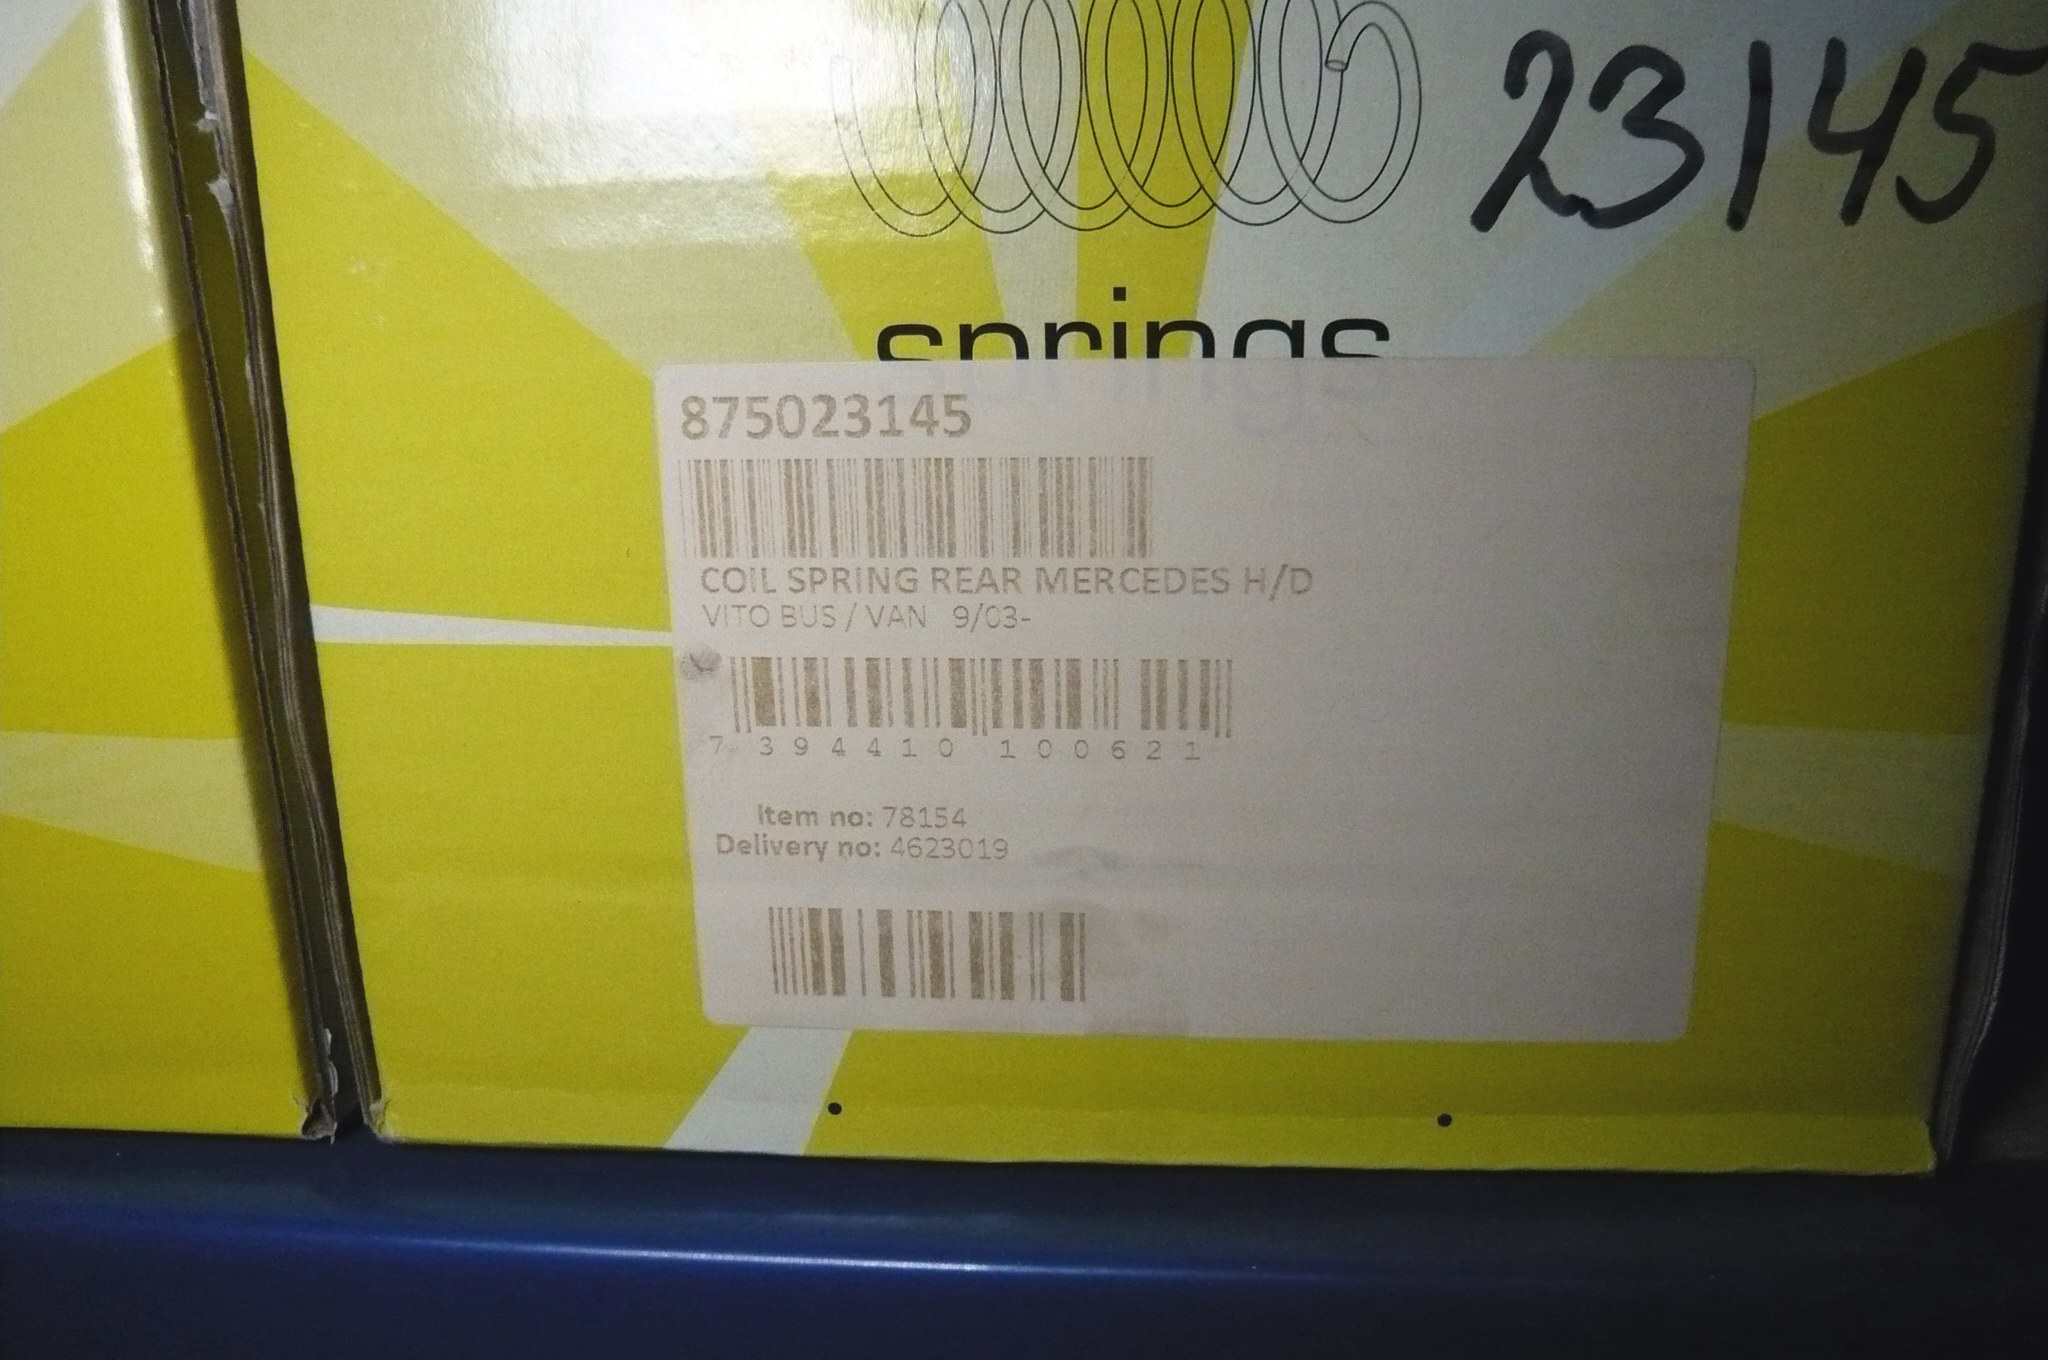 23145
springs
875023145
COIL SPRING REAR MERCEDES H/D
VITO BUS / VAN 9/03-
7 394410 100621
Item no: 78154
Delivery no: 4623019